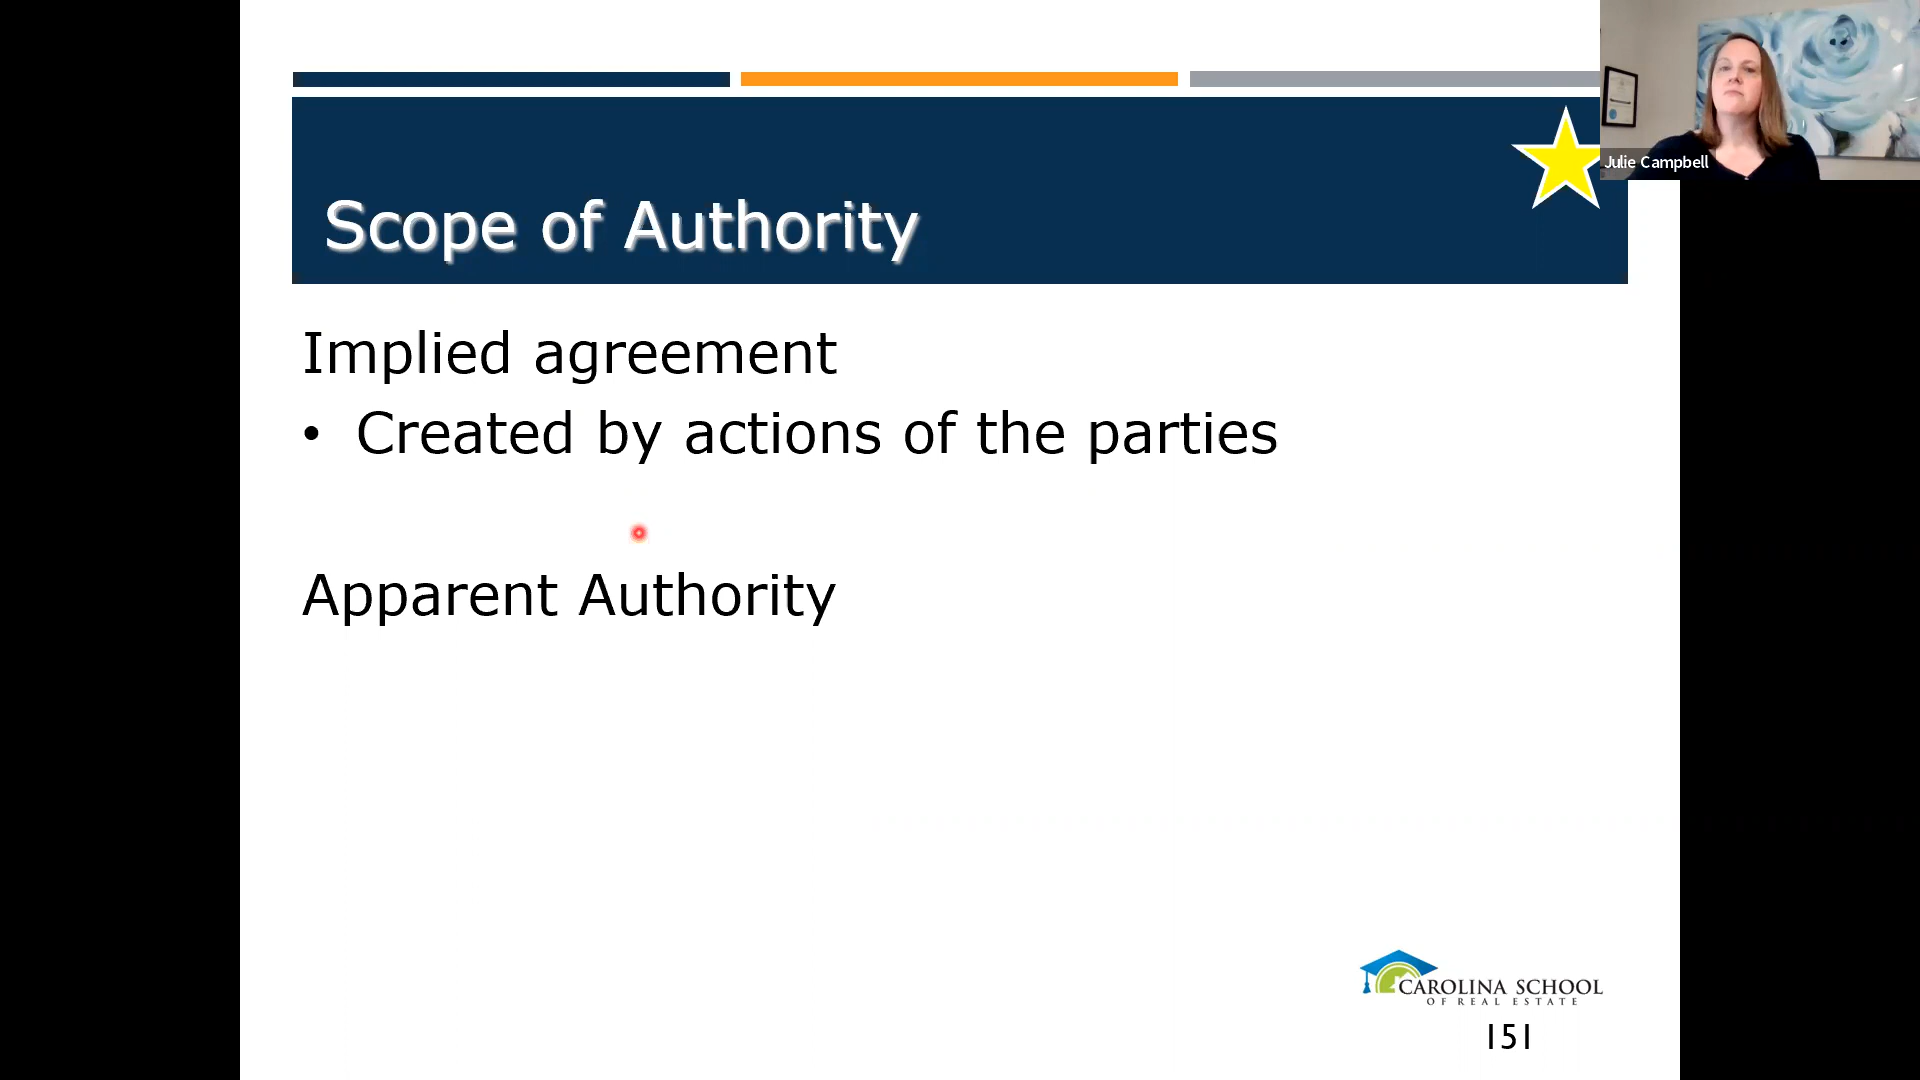 Julie Campbell
Scope of Authority
Implied agreement
• Created by actions of the parties
Apparent Authority
CAROLINA SCHOOL
OF REAL ESTATE
151